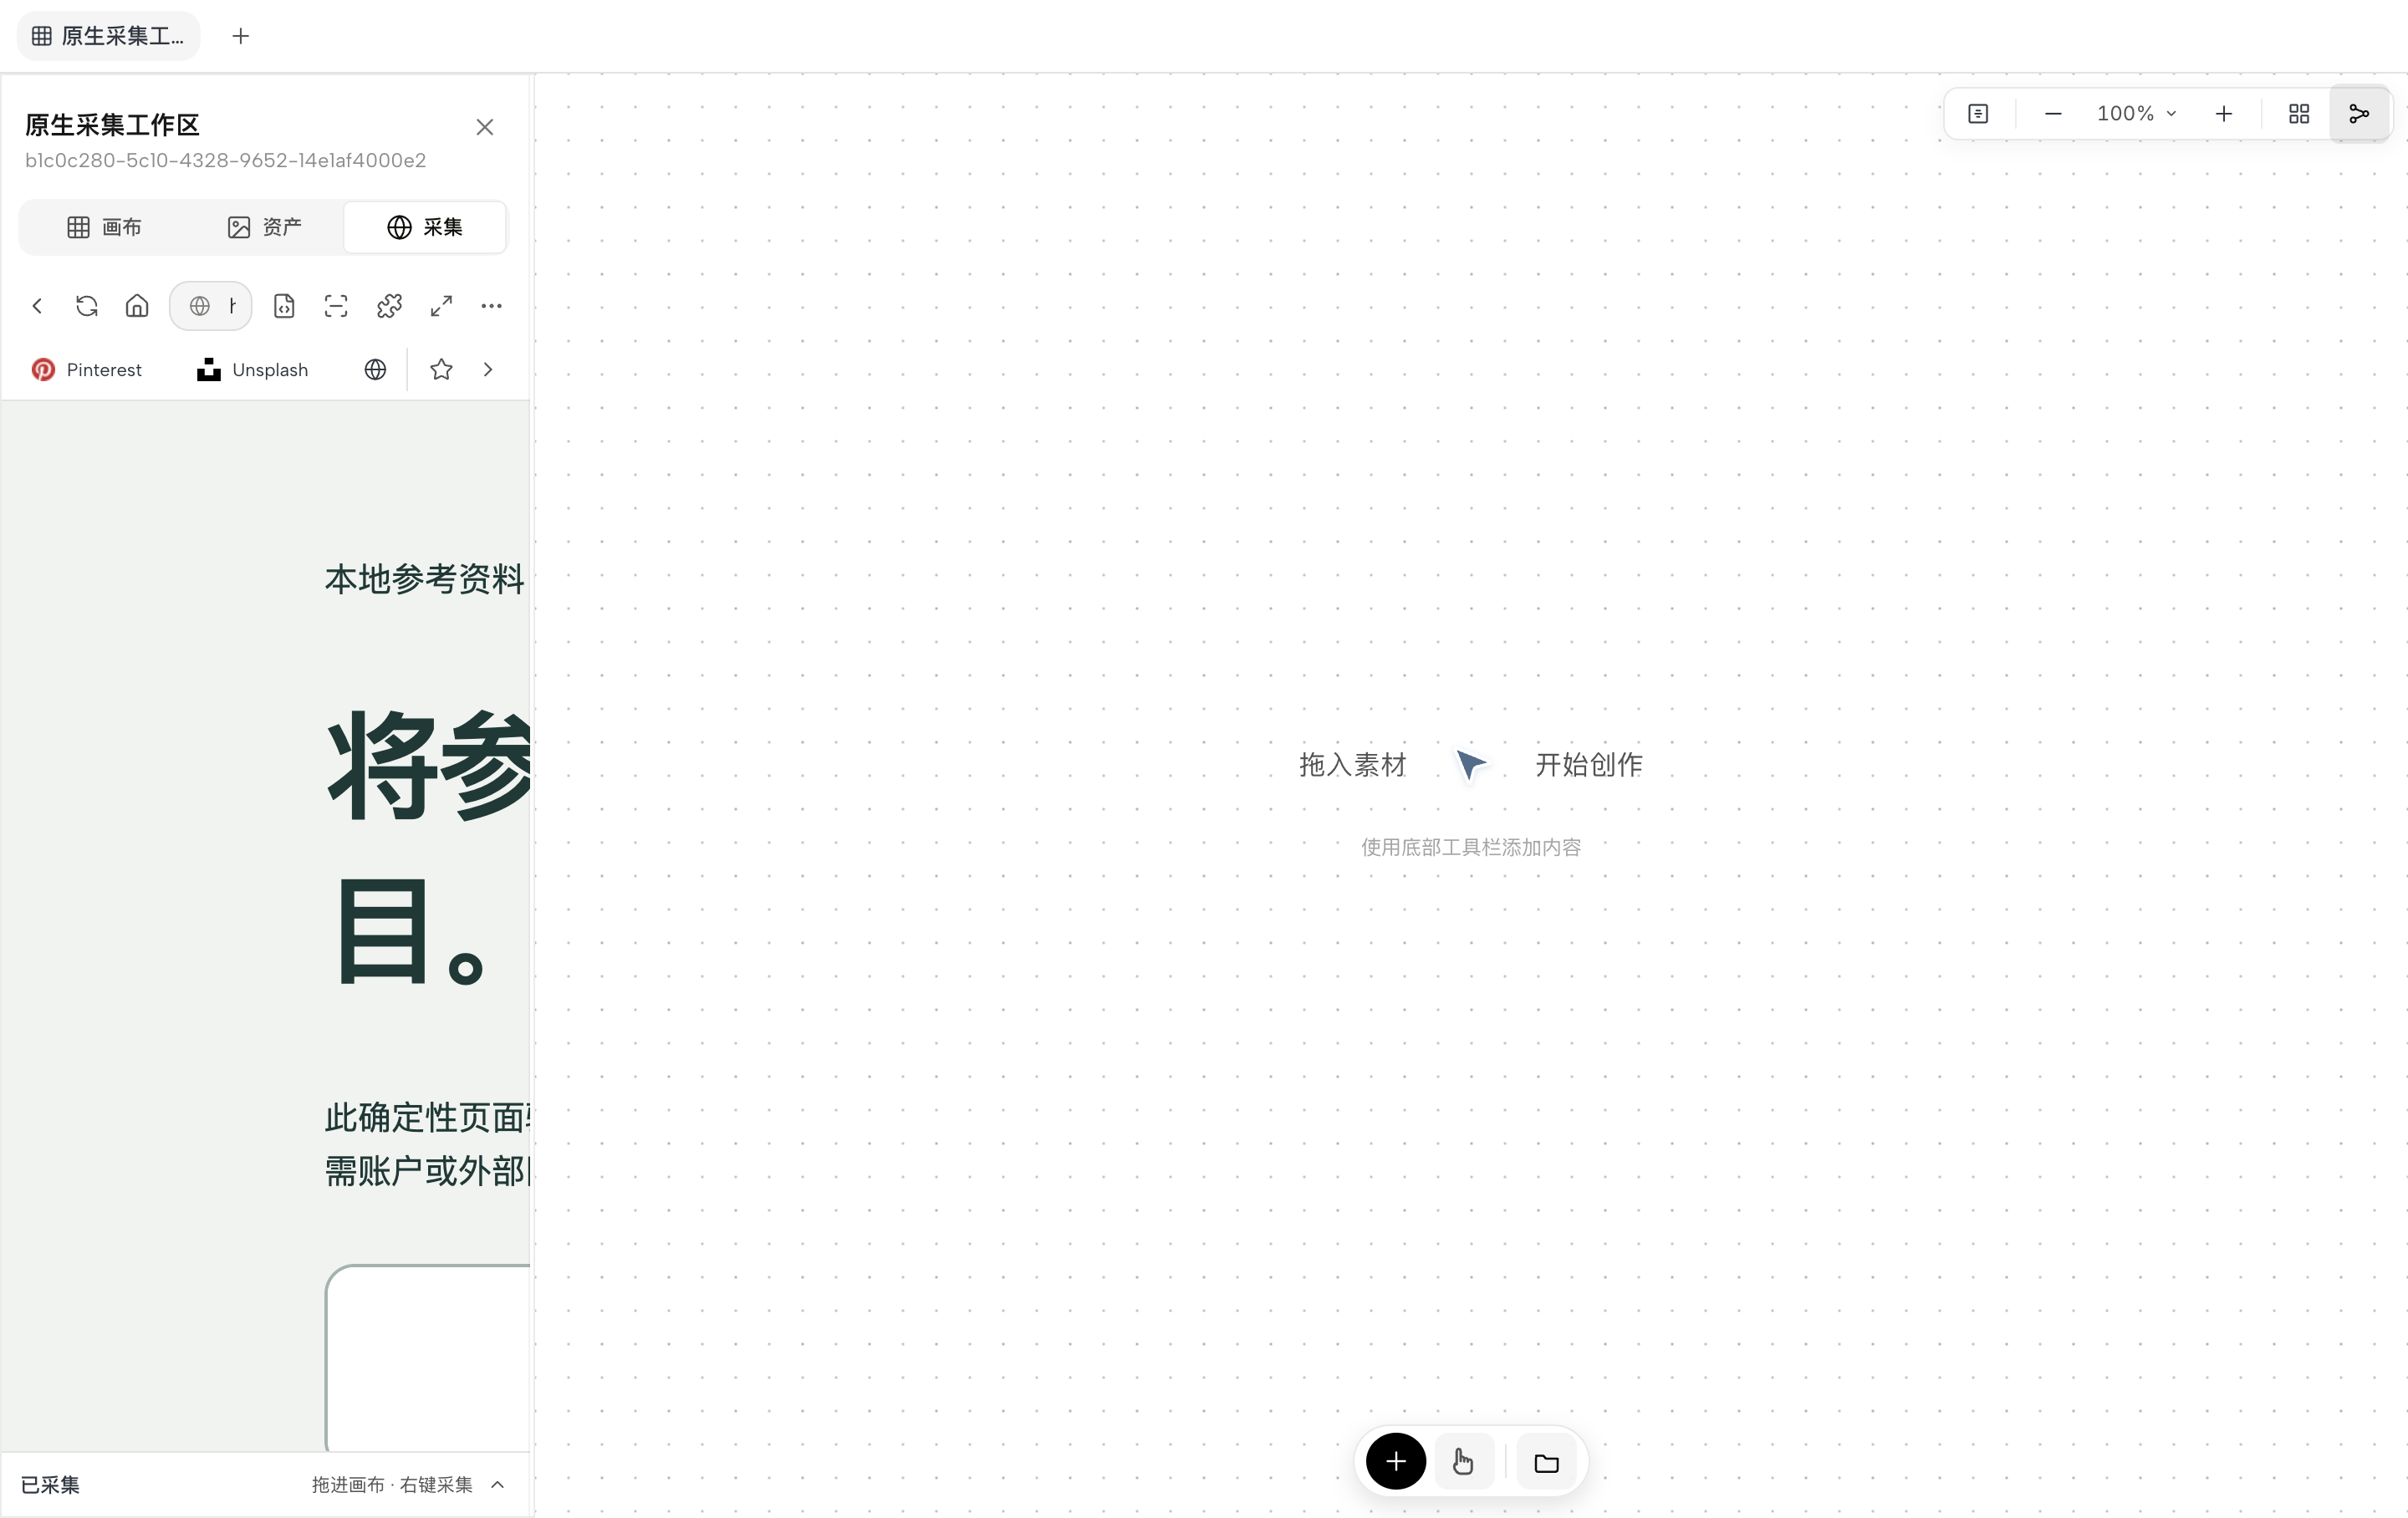 原生采集工...
原生采集工作区
b1c0c280-5c10-4328-9652-14e1af4000e2
画布 资产 采集
Pinterest Unsplash
100%
本地参考资料
将参
目。
此确定性页面
需账户或外部
拖入素材 开始创作
使用底部工具栏添加内容
已采集 拖进画布 · 右键采集